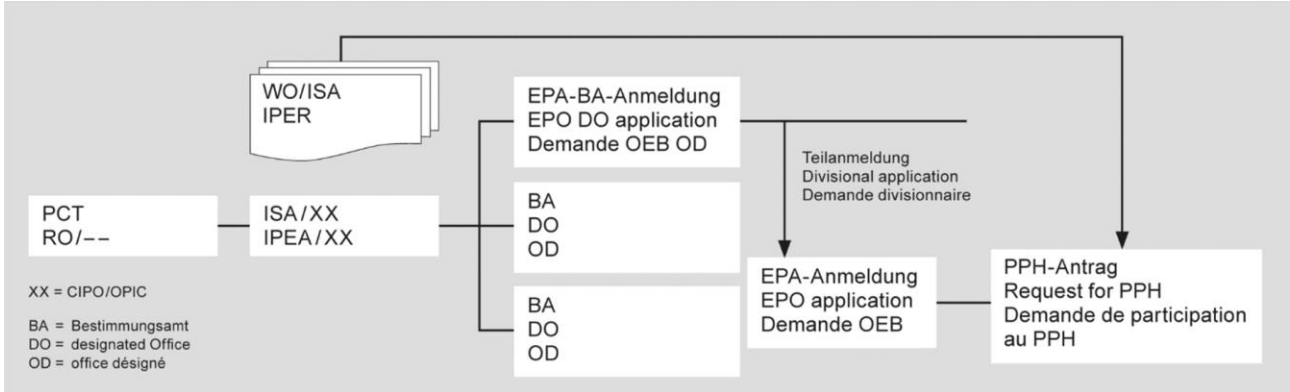 WO/ISA
IPER
EPA-BA-Anmeldung
EPO DO application
Demande OEB OD
Teilanmeldung
Divisional application
Demande divisionnaire
PCT
RO/––
ISA/XX
IPEA/XX
BA
DO
OD
EPA-Anmeldung
EPO application
Demande OEB
PPH-Antrag
Request for PPH
Demande de participation
au PPH
BA
DO
OD
XX = CIPO/OPIC
BA = Bestimmungsamt
DO = designated Office
OD = office désigné